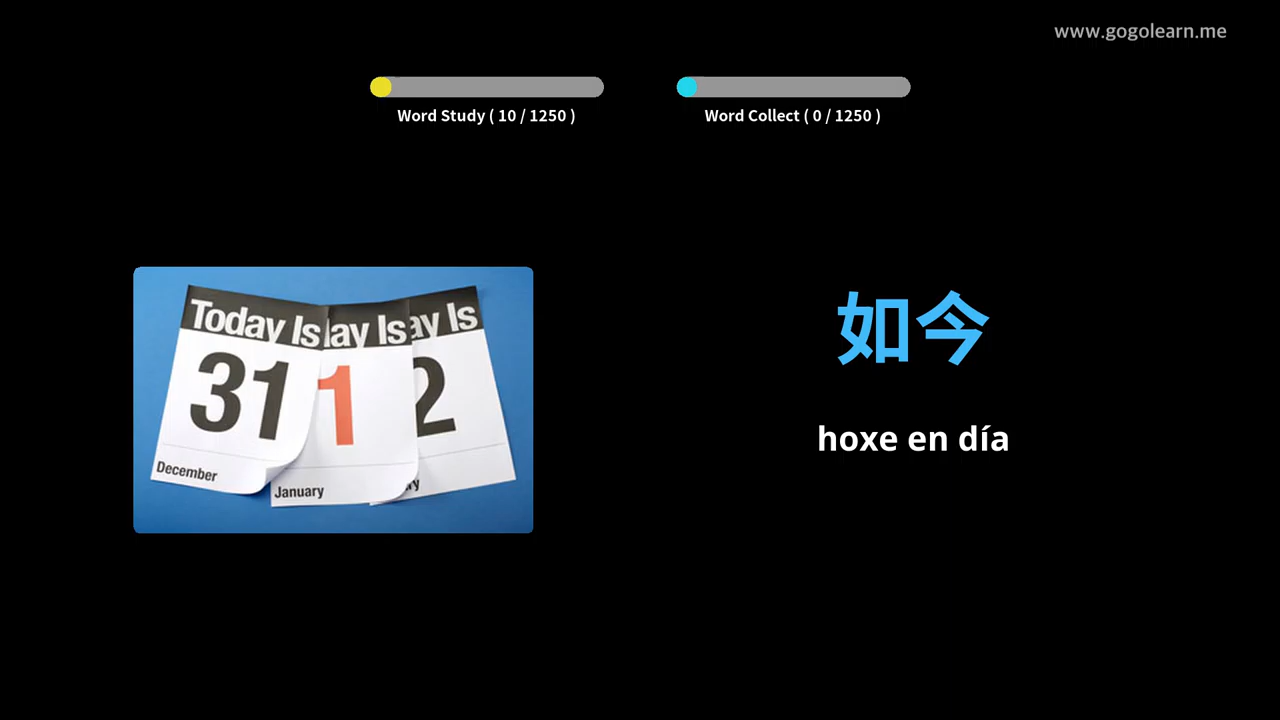 www.gogolearn.me
Word Study ( 10 / 1250 )
Word Collect ( 0 / 1250 )
Today Is
31
December
ay Is
1
January
ay Is
2
ry
如今
hoxe en día